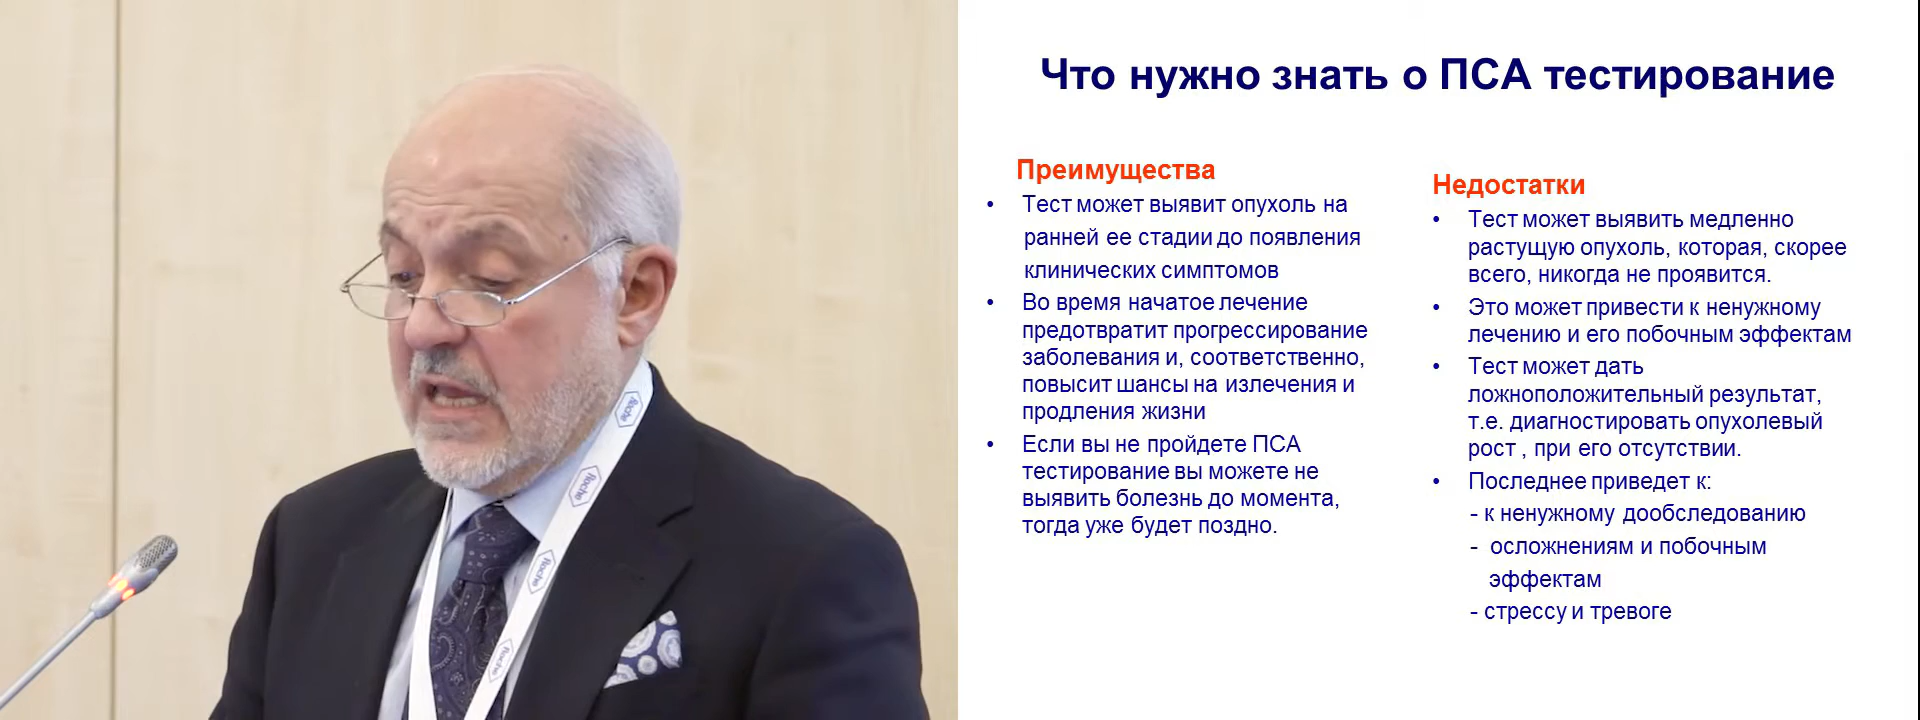 Что нужно знать о ПСА тестирование
Преимущества
• Тест может выявит опухоль на
ранней ее стадии до появления
клинических симптомов
• Во время начатое лечение
предотвратит прогрессирование
заболевания и, соответственно,
повысит шансы на излечения и
продления жизни
• Если вы не пройдете ПСА
тестирование вы можете не
выявить болезнь до момента,
тогда уже будет поздно.
Недостатки
• Тест может выявить медленно
растущую опухоль, которая, скорее
всего, никогда не проявится.
• Это может привести к ненужному
лечению и его побочным эффектам
• Тест может дать
ложноположительный результат,
т.е. диагностировать опухолевый
рост , при его отсутствии.
• Последнее приведет к:
- к ненужному дообследованию
- осложнениям и побочным
эффектам
- стрессу и тревоге
Roche
Roche
Roche
Roche